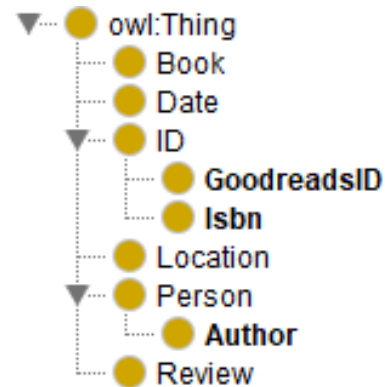 owl:Thing
Book
Date
ID
GoodreadsID
Isbn
Location
Person
Author
Review